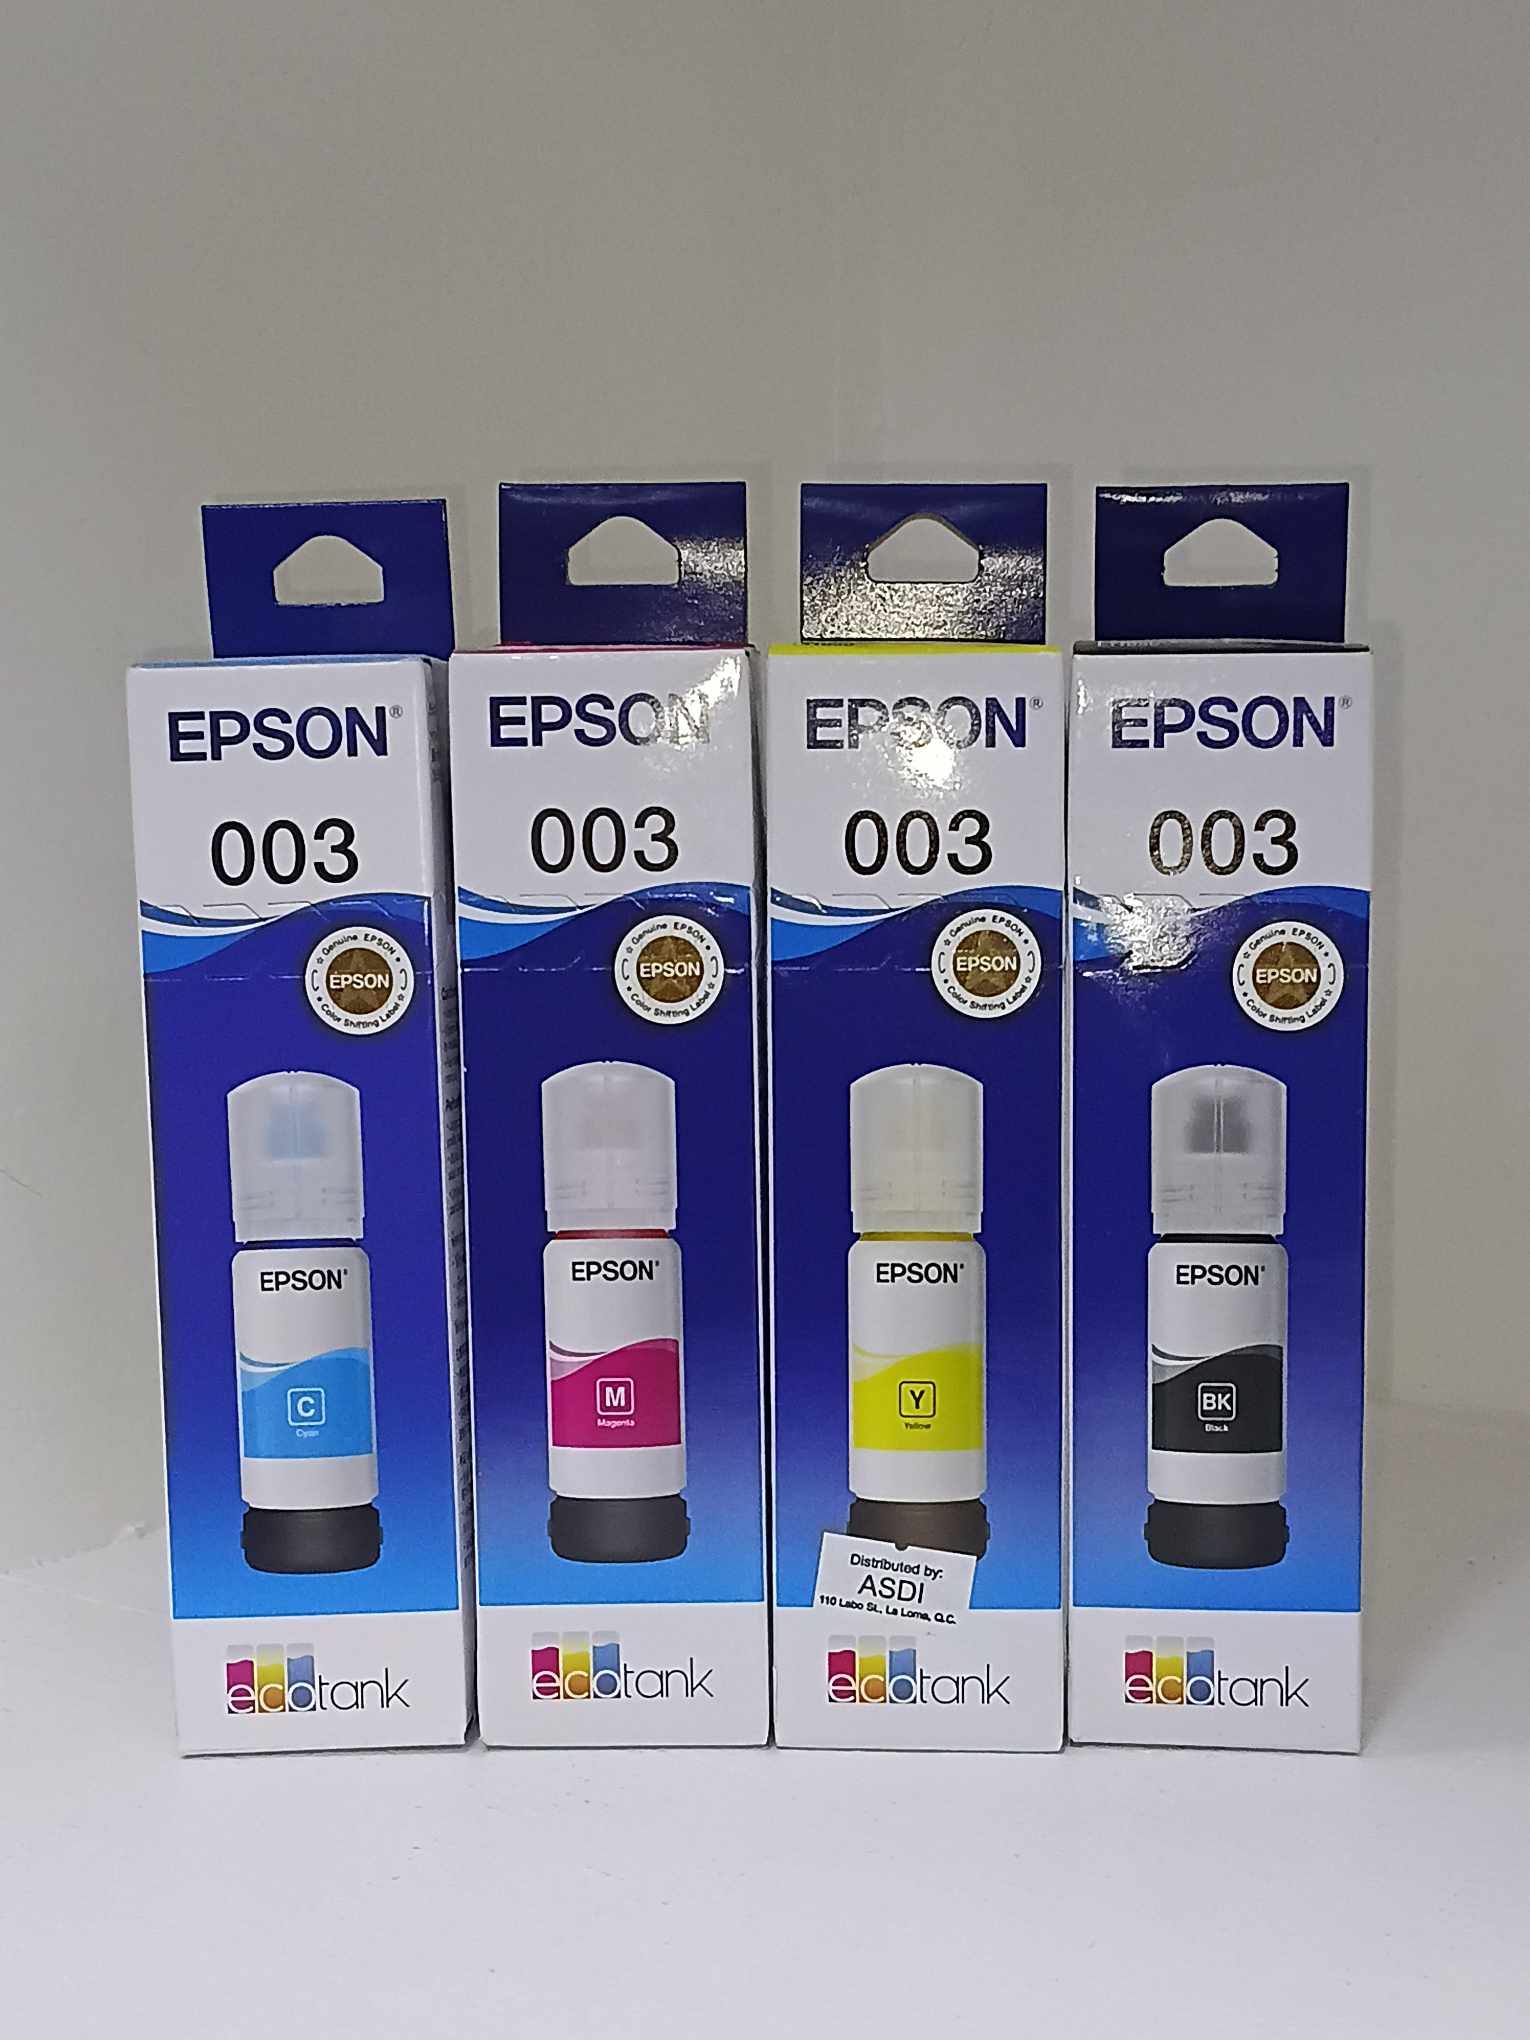 EPSON®
003
Genuine EPSON
EPSON
Color Shifting Label
EPSON
C
Cyan
ecotank
EPSON
003
Genuine EPSON
EPSON
Color Shifting Label
EPSON
M
Magenta
ecotank
EPSON®
003
Genuine EPSON
EPSON
Color Shifting Label
EPSON
Y
Yellow
Distributed by:
ASDI
110 Labo St., La Loma, Q.C.
ecotank
EPSON®
003
Genuine EPSON
EPSON
Color Shifting Label
EPSON
BK
Black
ecotank